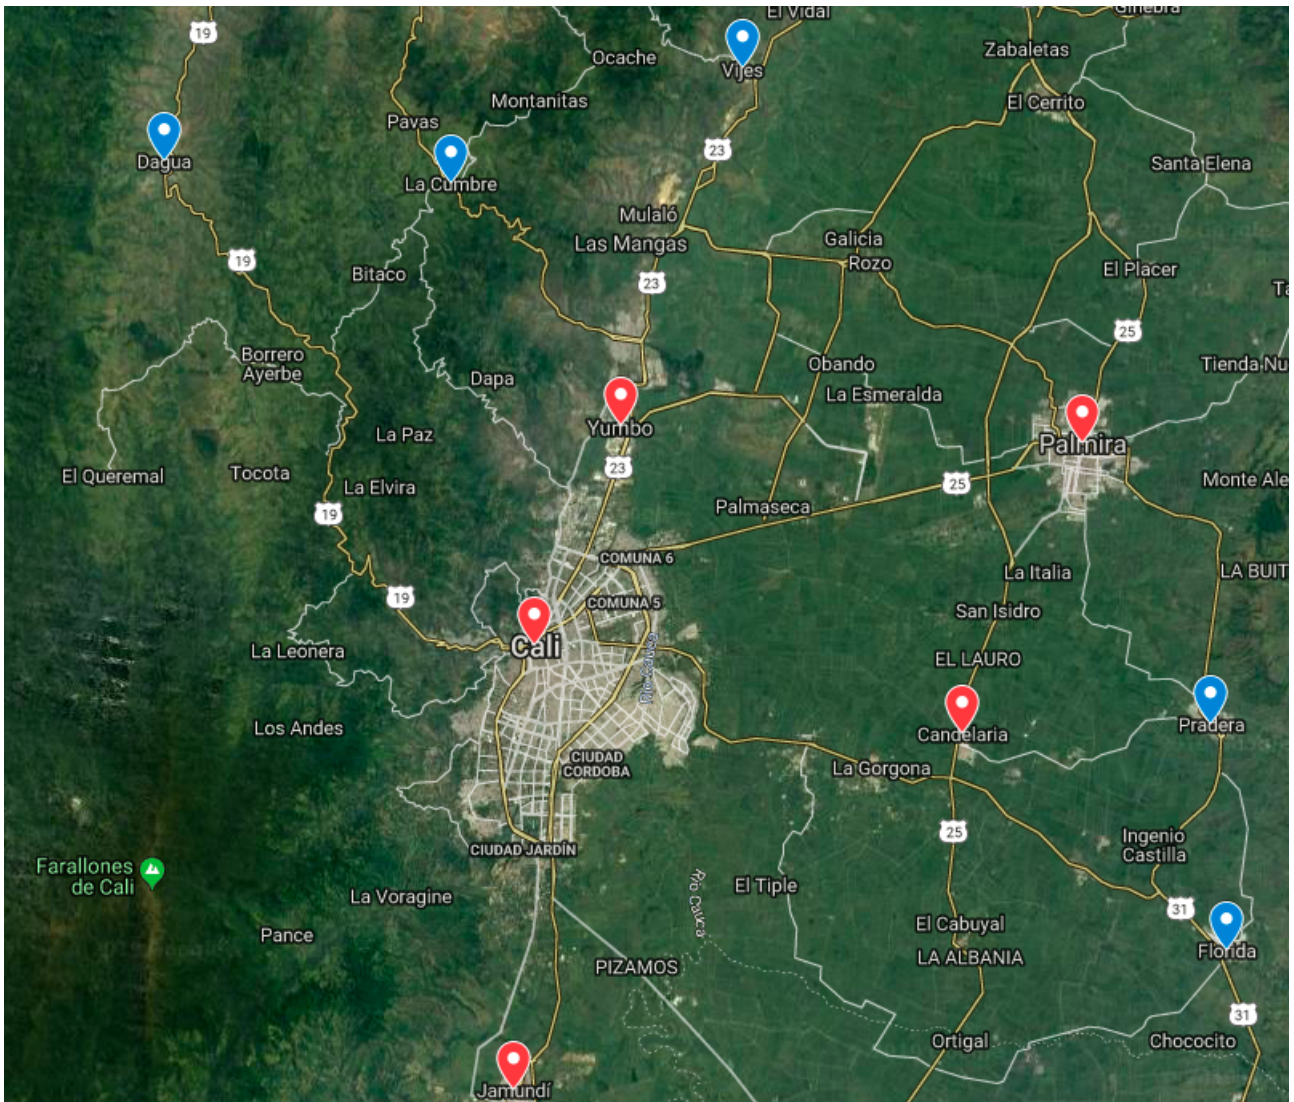 El Vidal
Ginebra
19
Zabaletas
Ocache
Vijes
Montanitas
El Cerrito
Pavas
23
Dagua
Santa Elena
La Cumbre
Mulaló
Las Mangas
Galicia
Rozo
19
Bitaco
El Placer
23
Ta
25
Borrero
Ayerbe
Obando
Tienda Nu
Dapa
La Esmeralda
Yumbo
La Paz
Palmira
El Queremal
Tocota
23
La Elvira
25
Monte Ale
Palmaseca
19
COMUNA 6
La Italia
LA BUIT
19
COMUNA 5
San Isidro
Cali
La Leonera
EL LAURO
Río Cauca
Los Andes
Candelaria
Pradera
CIUDAD
CORDOBA
La Gorgona
25
Ingenio
Castilla
CIUDAD JARDÍN
Farallones
de Cali
La Voragine
El Tiple
Río Cauca
31
El Cabuyal
Pance
Florida
LA ALBANIA
PIZAMOS
31
Ortigal
Chococito
Jamundí